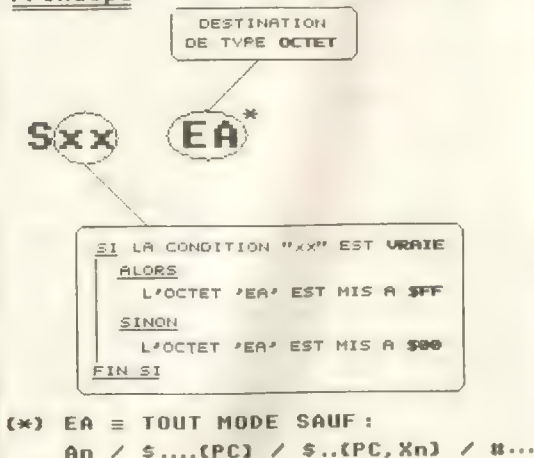 DESTINATION
DE TYPE OCTET
Sxx EA*
SI LA CONDITION "xx" EST VRAIE
ALORS
L'OCTET 'EA' EST MIS A $FF
SINON
L'OCTET 'EA' EST MIS A $00
FIN SI
(*) EA ≡ TOUT MODE SAUF :
An / $....(PC) / $..(PC,Xn) / #...